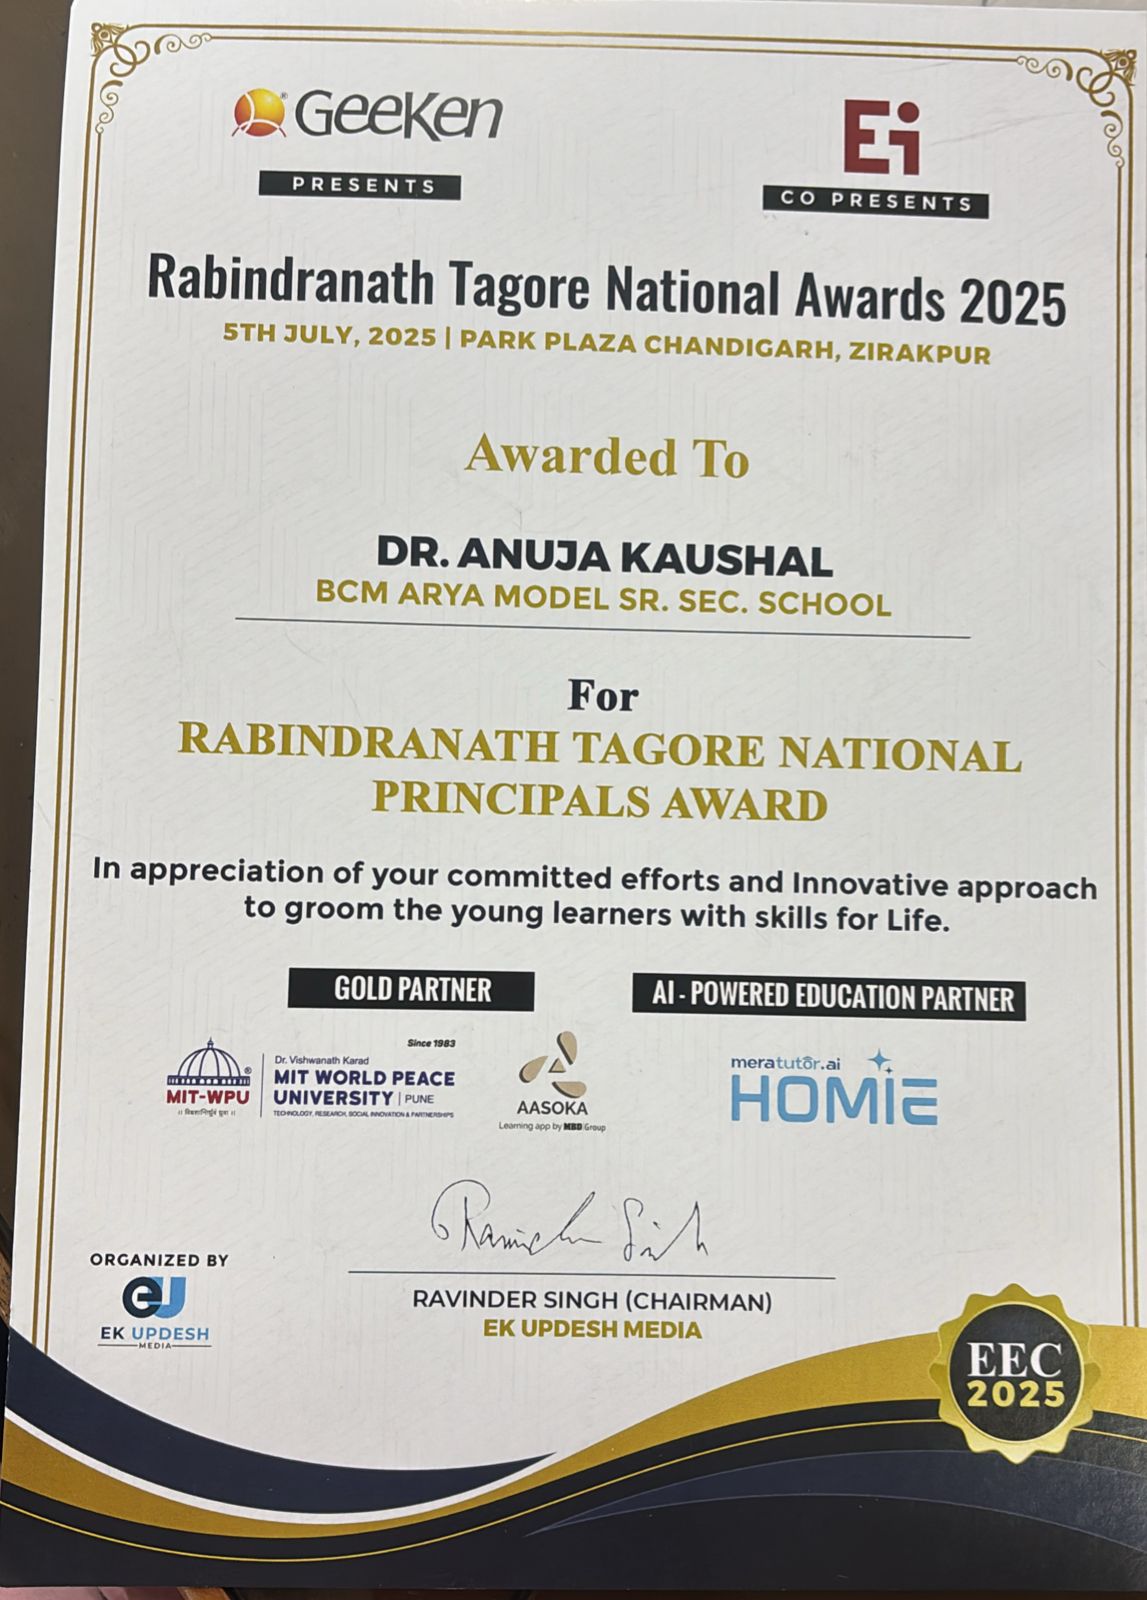 GeeKen
PRESENTS
Ei
CO PRESENTS
Rabindranath Tagore National Awards 2025
5TH JULY, 2025 | PARK PLAZA CHANDIGARH, ZIRAKPUR
Awarded To
DR. ANUJA KAUSHAL
BCM ARYA MODEL SR. SEC. SCHOOL
For
RABINDRANATH TAGORE NATIONAL
PRINCIPALS AWARD
In appreciation of your committed efforts and Innovative approach
to groom the young learners with skills for Life.
GOLD PARTNER
AI - POWERED EDUCATION PARTNER
Since 1983
MIT-WPU
Dr. Vishwanath Karad
MIT WORLD PEACE
UNIVERSITY | PUNE
TECHNOLOGY, RESEARCH, SOCIAL INNOVATION & PARTNERSHIPS
AASOKA
Learning app by MBD Group
meratutor.ai
HOMIE
RAVINDER SINGH (CHAIRMAN)
EK UPDESH MEDIA
ORGANIZED BY
eU
EK UPDESH
MEDIA
EEC
2025